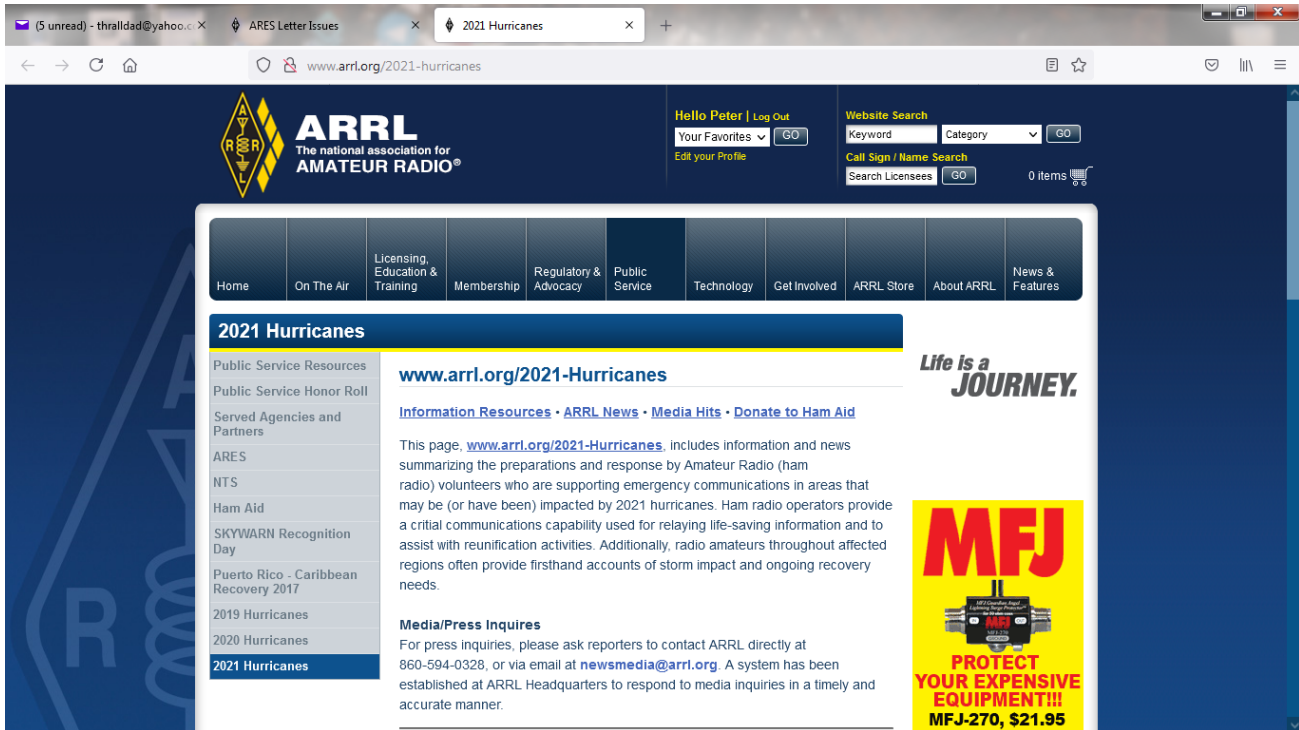 (5 unread) - thralldad@yahoo.c
ARES Letter Issues
2021 Hurricanes
www.arrl.org/2021-hurricanes
ARRL
The national association for
AMATEUR RADIO®
Hello Peter | Log Out
Your Favorites GO
Edit your Profile
Website Search
Keyword Category GO
Call Sign / Name Search
Search Licensees GO
0 items
Home
On The Air
Licensing,
Education &
Training
Membership
Regulatory &
Advocacy
Public
Service
Technology
Get Involved
ARRL Store
About ARRL
News &
Features
2021 Hurricanes
Public Service Resources
Public Service Honor Roll
Served Agencies and
Partners
ARES
NTS
Ham Aid
SKYWARN Recognition
Day
Puerto Rico - Caribbean
Recovery 2017
2019 Hurricanes
2020 Hurricanes
2021 Hurricanes
www.arrl.org/2021-Hurricanes
Information Resources • ARRL News • Media Hits • Donate to Ham Aid
This page, www.arrl.org/2021-Hurricanes, includes information and news
summarizing the preparations and response by Amateur Radio (ham
radio) volunteers who are supporting emergency communications in areas that
may be (or have been) impacted by 2021 hurricanes. Ham radio operators provide
a critial communications capability used for relaying life-saving information and to
assist with reunification activities. Additionally, radio amateurs throughout affected
regions often provide firsthand accounts of storm impact and ongoing recovery
needs.
Media/Press Inquires
For press inquiries, please ask reporters to contact ARRL directly at
860-594-0328, or via email at newsmedia@arrl.org. A system has been
established at ARRL Headquarters to respond to media inquiries in a timely and
accurate manner.
Life is a
JOURNEY.
MFJ
MFJ
MFJ-270
PROTECT
YOUR EXPENSIVE
EQUIPMENT!!!
MFJ-270, $21.95